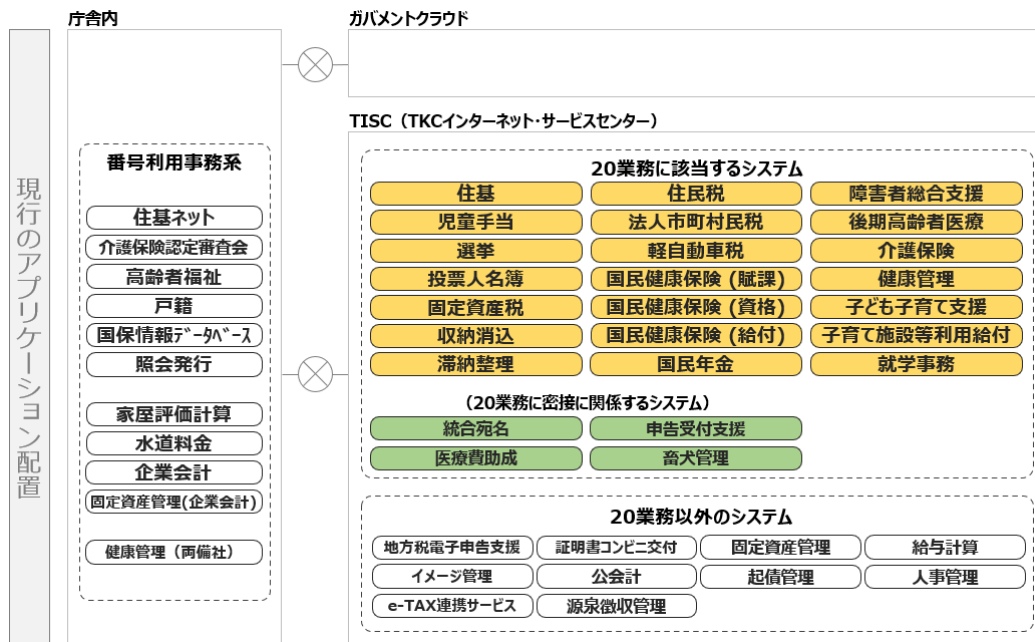 現行のアプリケーション配置
庁舎内
番号利用事務系
住基ネット
介護保険認定審査会
高齢者福祉
戸籍
国保情報ﾃﾞｰﾀﾍﾞｰｽ
照会発行
家屋評価計算
水道料金
企業会計
固定資産管理(企業会計)
健康管理（両備社）
ガバメントクラウド
TISC（TKCインターネット・サービスセンター）
20業務に該当するシステム
住基
住民税
障害者総合支援
児童手当
法人市町村民税
後期高齢者医療
選挙
軽自動車税
介護保険
投票人名簿
国民健康保険 (賦課)
健康管理
固定資産税
国民健康保険 (資格)
子ども子育て支援
収納消込
国民健康保険 (給付)
子育て施設等利用給付
滞納整理
国民年金
就学事務
（20業務に密接に関係するシステム）
統合宛名
申告受付支援
医療費助成
畜犬管理
20業務以外のシステム
地方税電子申告支援
証明書コンビニ交付
固定資産管理
給与計算
イメージ管理
公会計
起債管理
人事管理
e-TAX連携サービス
源泉徴収管理